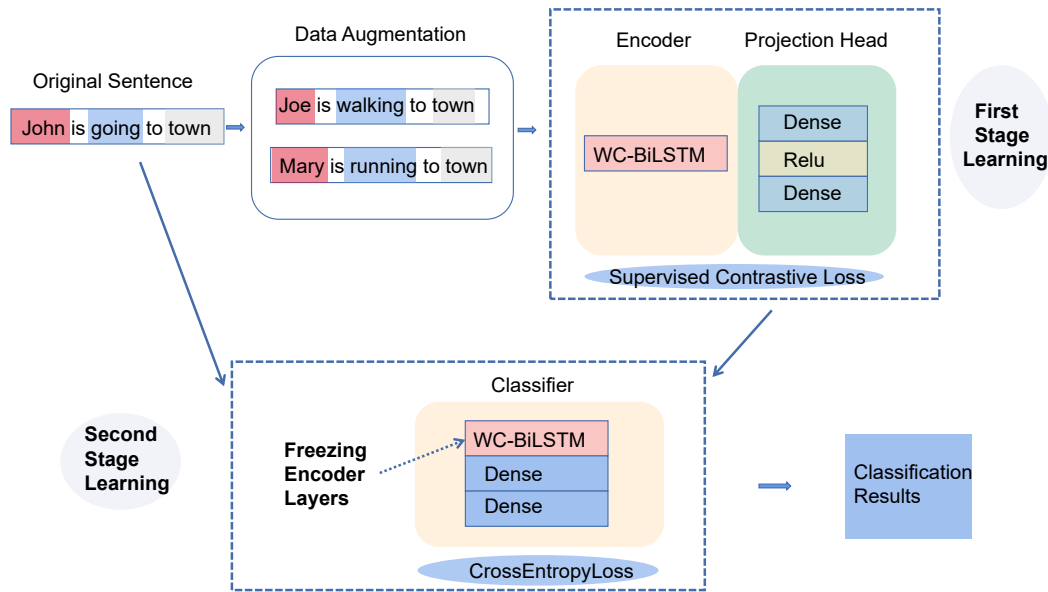 Data Augmentation
Encoder
Projection Head
Original Sentence
John is going to town
Joe is walking to town
Mary is running to town
WC-BiLSTM
Dense
Relu
Dense
First
Stage
Learning
Supervised Contrastive Loss
Classifier
Second
Stage
Learning
Freezing
Encoder
Layers
WC-BiLSTM
Dense
Dense
CrossEntropyLoss
Classification
Results